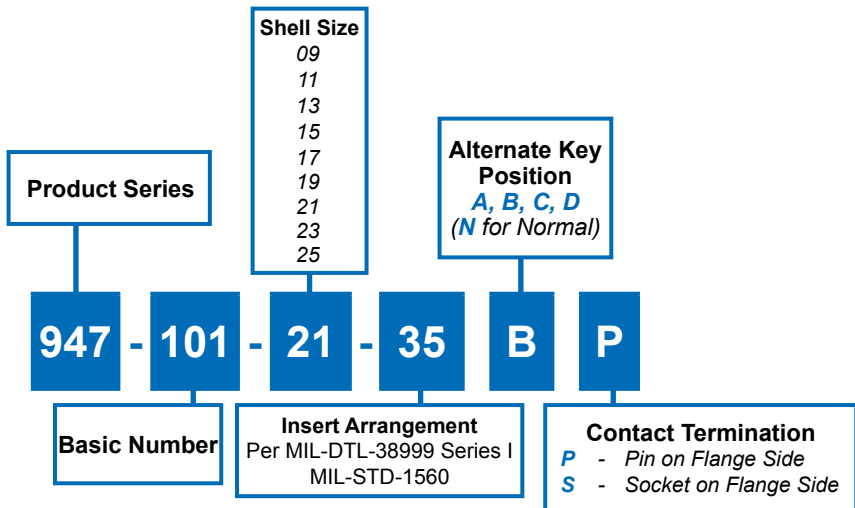 Shell Size
09
11
13
15
17
19
21
23
25
Product Series
Alternate Key
Position
A, B, C, D
(N for Normal)
947 - 101 - 21 - 35 B P
Basic Number
Insert Arrangement
Per MIL-DTL-38999 Series I
MIL-STD-1560
Contact Termination
P - Pin on Flange Side
S - Socket on Flange Side